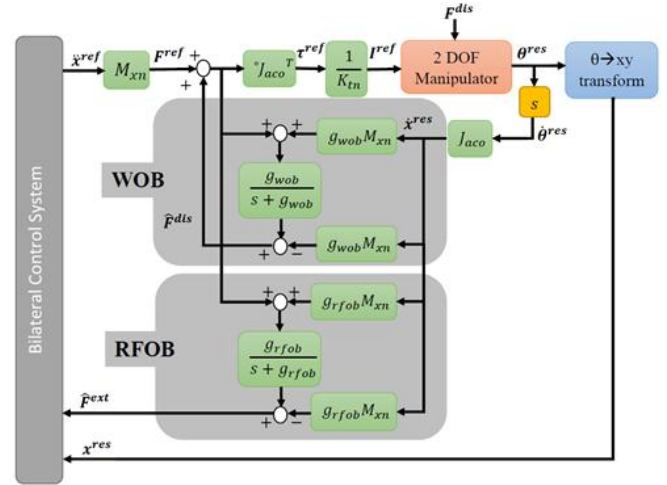 F^dis
ẍ^ref
M_xn
F^ref
+
+
°J_aco^T
τ^ref
1
K_tn
I^ref
2 DOF
Manipulator
θ^res
θ→xy
transform
s
θ̇^res
J_aco
ẋ^res
+ +
g_wob M_xn
WOB
g_wob
s + g_wob
F̂^dis
+ −
g_wob M_xn
+ +
g_rfob M_xn
RFOB
g_rfob
s + g_rfob
F̂^ext
+ −
g_rfob M_xn
x^res
Bilateral Control System